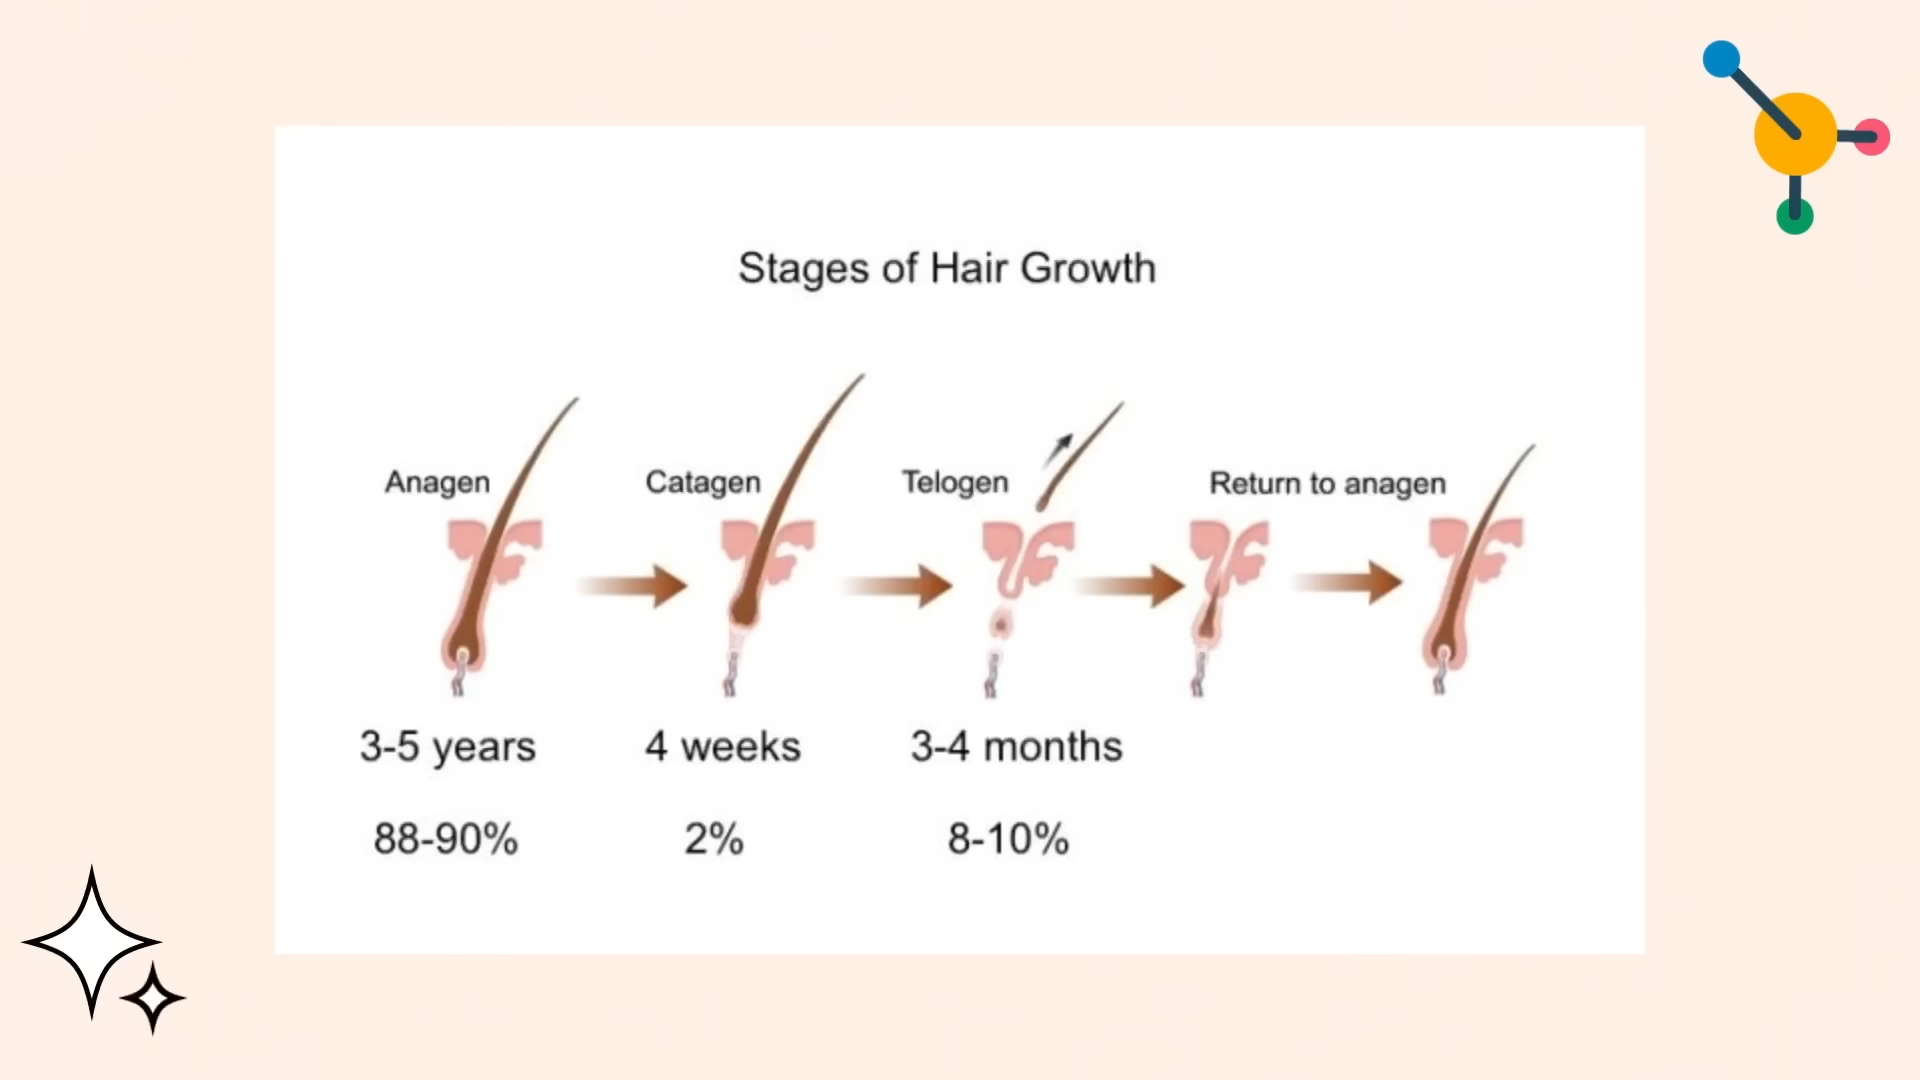 Stages of Hair Growth
Anagen
Catagen
Telogen
Return to anagen
3-5 years
4 weeks
3-4 months
88-90%
2%
8-10%